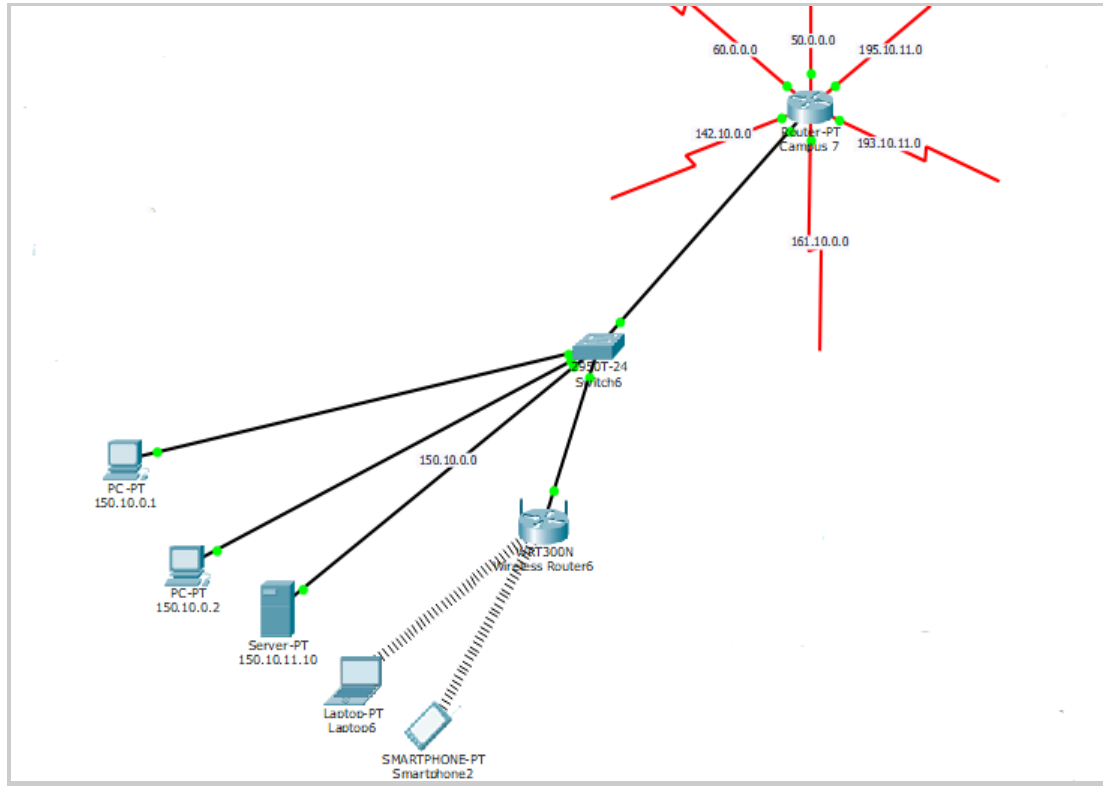 50.0.0.0
60.0.0.0
195.10.11.0
142.10.0.0
Router-PT
Campus 7
193.10.11.0
161.10.0.0
2950T-24
Switch6
150.10.0.0
PC-PT
150.10.0.1
WRT300N
Wireless Router6
PC-PT
150.10.0.2
Server-PT
150.10.11.10
Laptop-PT
Laptop6
SMARTPHONE-PT
Smartphone2